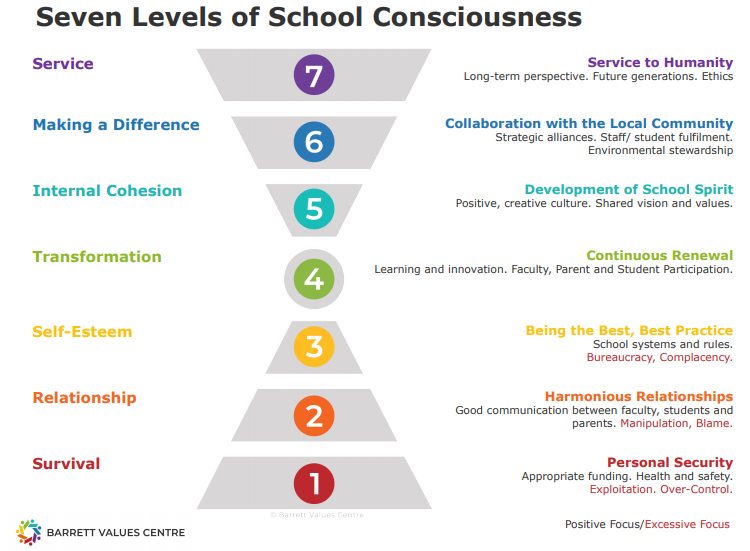 Seven Levels of School Consciousness
Service
7
Service to Humanity
Long-term perspective. Future generations. Ethics
Making a Difference
6
Collaboration with the Local Community
Strategic alliances. Staff/ student fulfilment.
Environmental stewardship
Internal Cohesion
5
Development of School Spirit
Positive, creative culture. Shared vision and values.
Transformation
4
Continuous Renewal
Learning and innovation. Faculty, Parent and Student Participation.
Self-Esteem
3
Being the Best, Best Practice
School systems and rules.
Bureaucracy, Complacency.
Relationship
2
Harmonious Relationships
Good communication between faculty, students and
parents. Manipulation, Blame.
Survival
1
Personal Security
Appropriate funding. Health and safety.
Exploitation. Over-Control.
© Barrett Values Centre
BARRETT VALUES CENTRE
Positive Focus/Excessive Focus